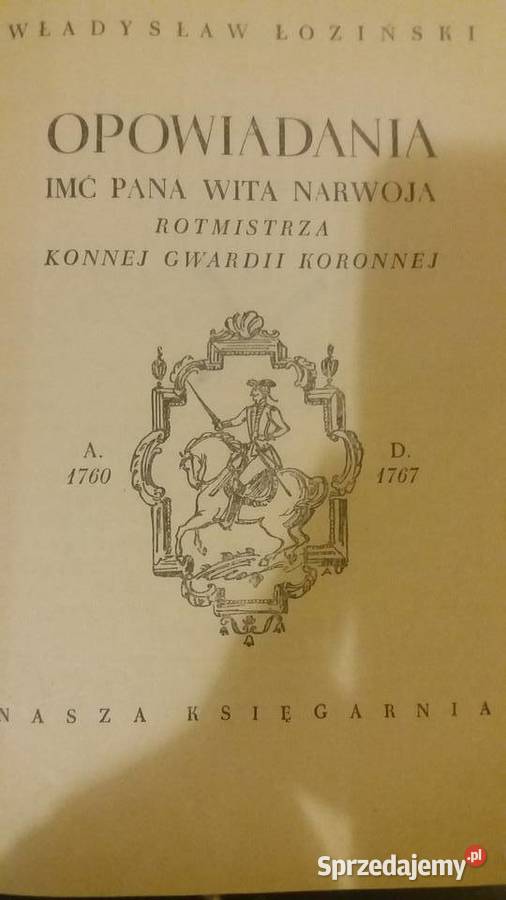 WŁADYSŁAW ŁOZIŃSKI
OPOWIADANIA
IMĆ PANA WITA NARWOJA
ROTMISTRZA
KONNEJ GWARDII KORONNEJ
A. D.
1760 1767
NASZA KSIĘGARNIA
Sprzedajemy.pl